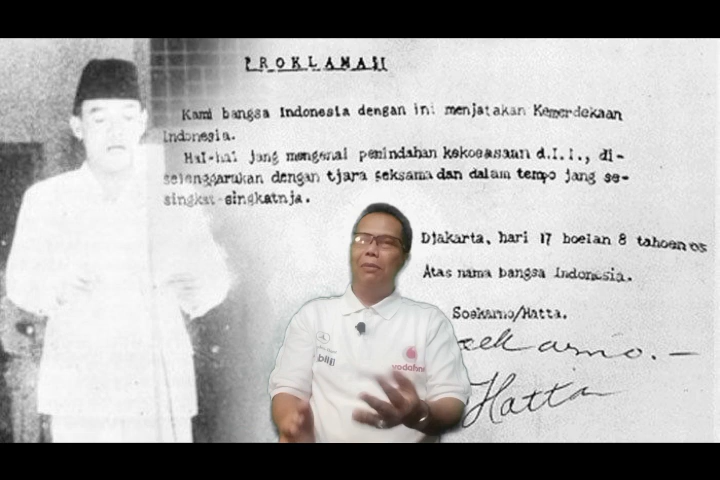 PROKLAMASI
Kami bangsa Indonesia dengan ini menjatakan Kemerdekaan
Indonesia.
Hal-hal jang mengenai pemindahan kekoeasaan d.l.l., di-
selenggarakan dengan tjara seksama dan dalam tempo jang se-
singkat-singkatnja.
Djakarta, hari 17 boelan 8 tahoen 05
Atas nama bangsa Indonesia.
Soekarno/Hatta.
Soekarno.-
Hatta
vodafone